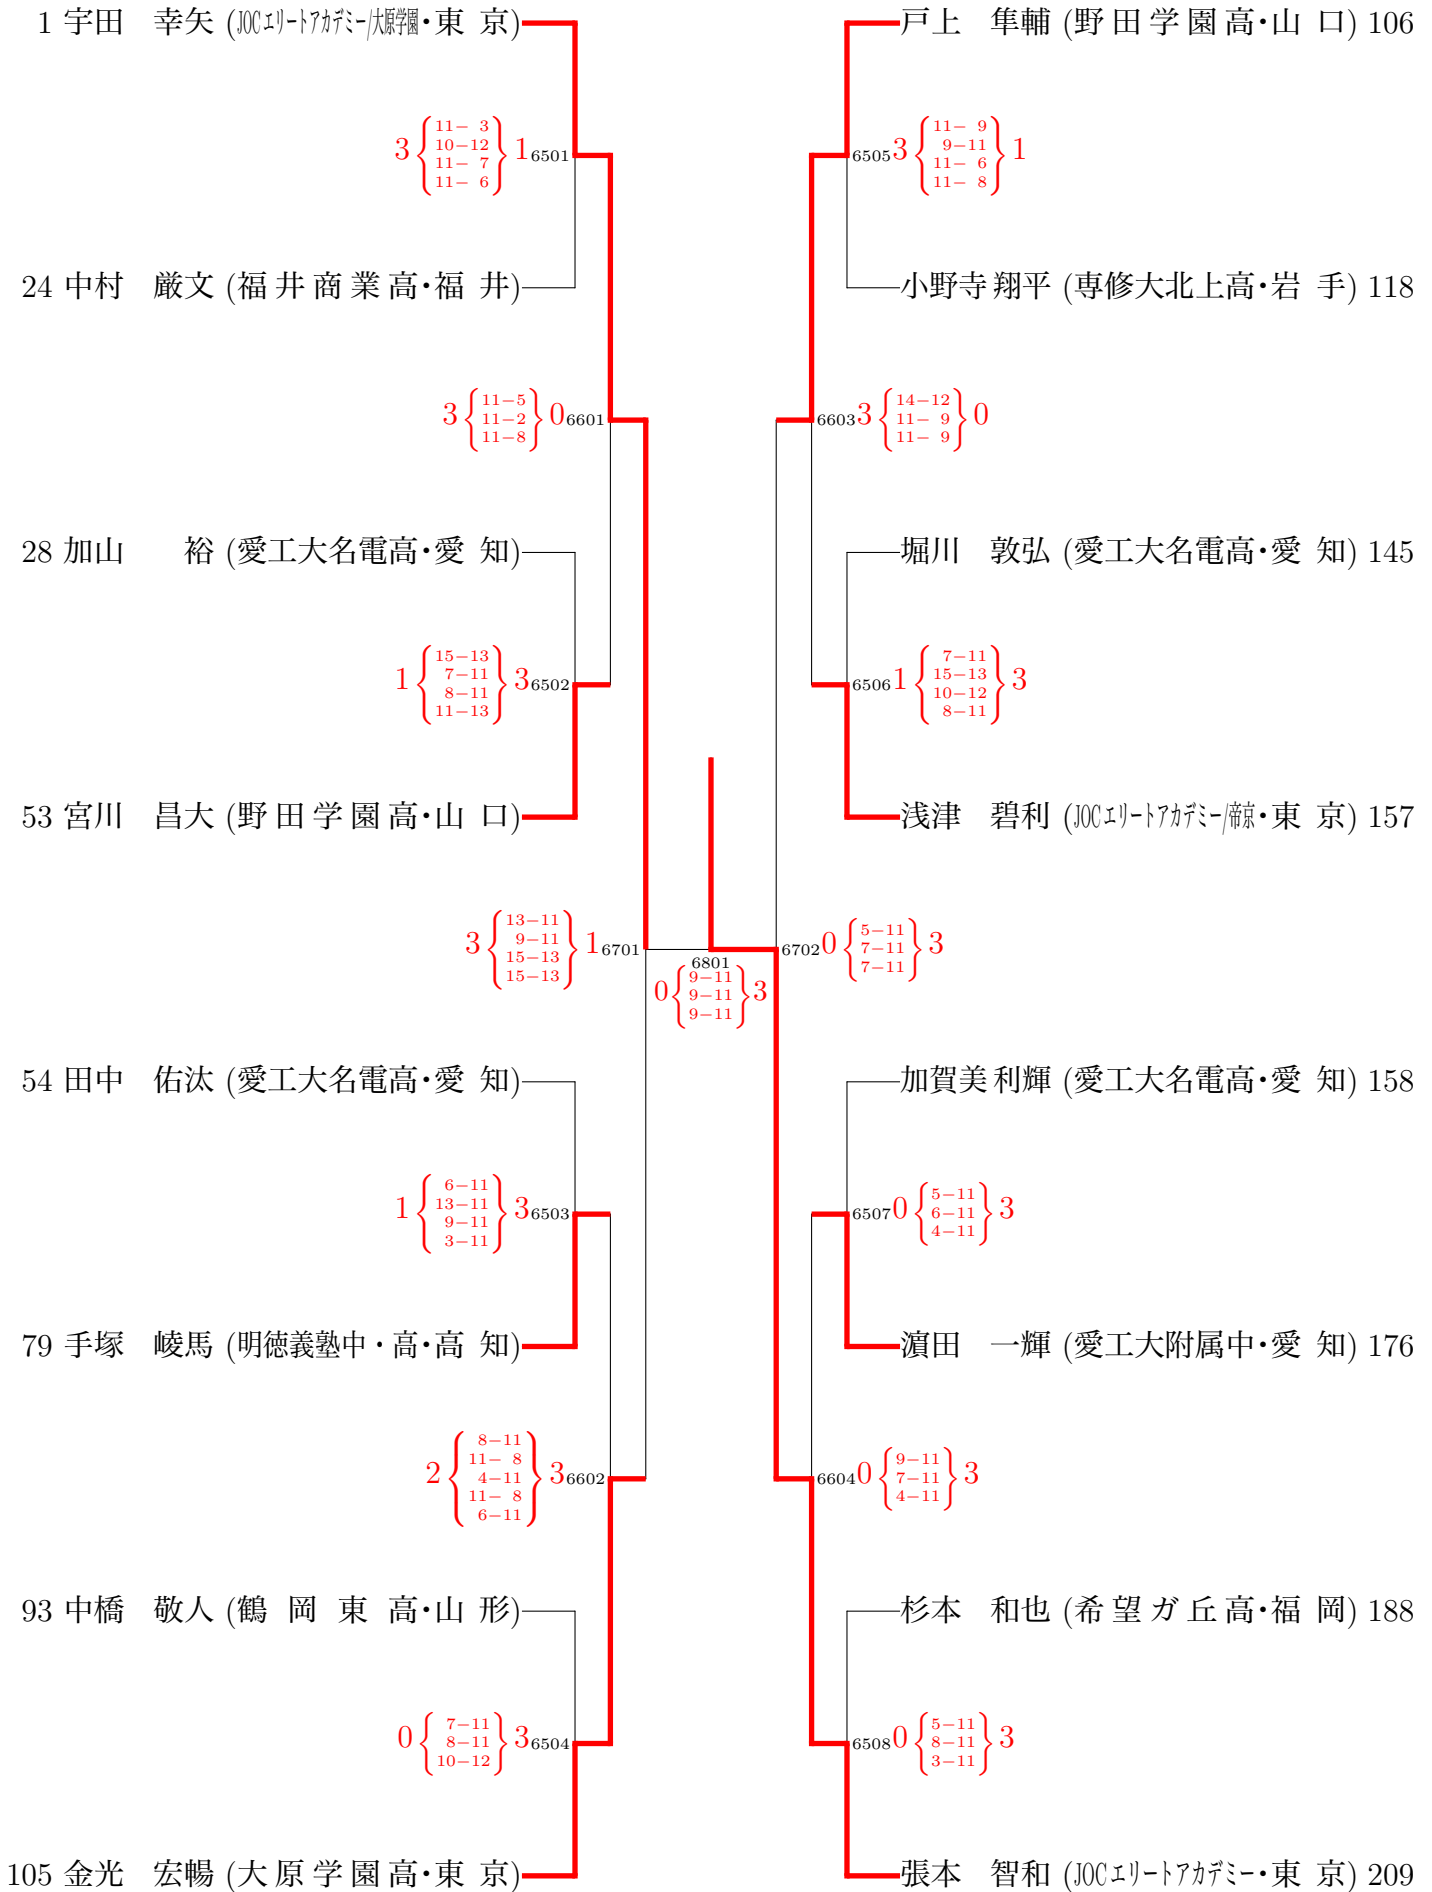 1 宇田 幸矢 (JOCエリートアカデミー/大原学園・東 京)
3 11− 3 1 6501
10−12
11− 7
11− 6
24 中村 厳文 (福井商業高・福 井)
3 11−5 0 6601
11−2
11−8
28 加山 裕 (愛工大名電高・愛 知)
1 15−13 3 6502
7−11
8−11
11−13
53 宮川 昌大 (野田学園高・山 口)
3 13−11 1 6701
9−11
15−13
15−13
54 田中 佑汰 (愛工大名電高・愛 知)
1 6−11 3 6503
13−11
9−11
3−11
79 手塚 崚馬 (明徳義塾中・高・高 知)
2 8−11 3 6602
11− 8
4−11
11− 8
6−11
93 中橋 敬人 (鶴岡東高・山 形)
0 7−11 3 6504
8−11
10−12
105 金光 宏暢 (大原学園高・東 京)
6801
0 9−11 3
9−11
9−11
戸上 隼輔 (野田学園高・山 口) 106
6505 3 11− 9 1
9−11
11− 6
11− 8
小野寺翔平 (専修大北上高・岩 手) 118
6603 3 14−12 0
11− 9
11− 9
堀川 敦弘 (愛工大名電高・愛 知) 145
6506 1 7−11 3
15−13
10−12
8−11
浅津 碧利 (JOCエリートアカデミー/帝京・東 京) 157
6702 0 5−11 3
7−11
7−11
加賀美利輝 (愛工大名電高・愛 知) 158
6507 0 5−11 3
6−11
4−11
濵田 一輝 (愛工大附属中・愛 知) 176
6604 0 9−11 3
7−11
4−11
杉本 和也 (希望ガ丘高・福 岡) 188
6508 0 5−11 3
8−11
3−11
張本 智和 (JOCエリートアカデミー・東 京) 209